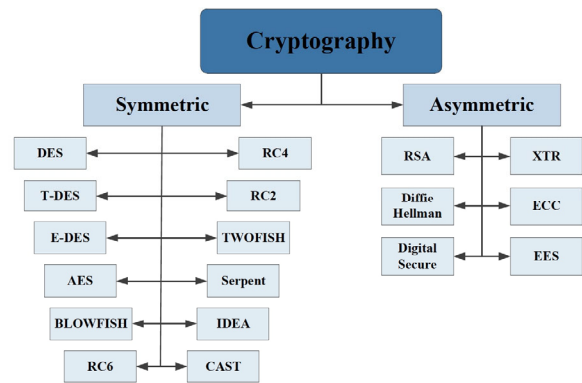 Cryptography
Symmetric
Asymmetric
DES
RC4
RSA
XTR
T-DES
RC2
Diffie
Hellman
ECC
E-DES
TWOFISH
Digital
Secure
EES
AES
Serpent
BLOWFISH
IDEA
RC6
CAST